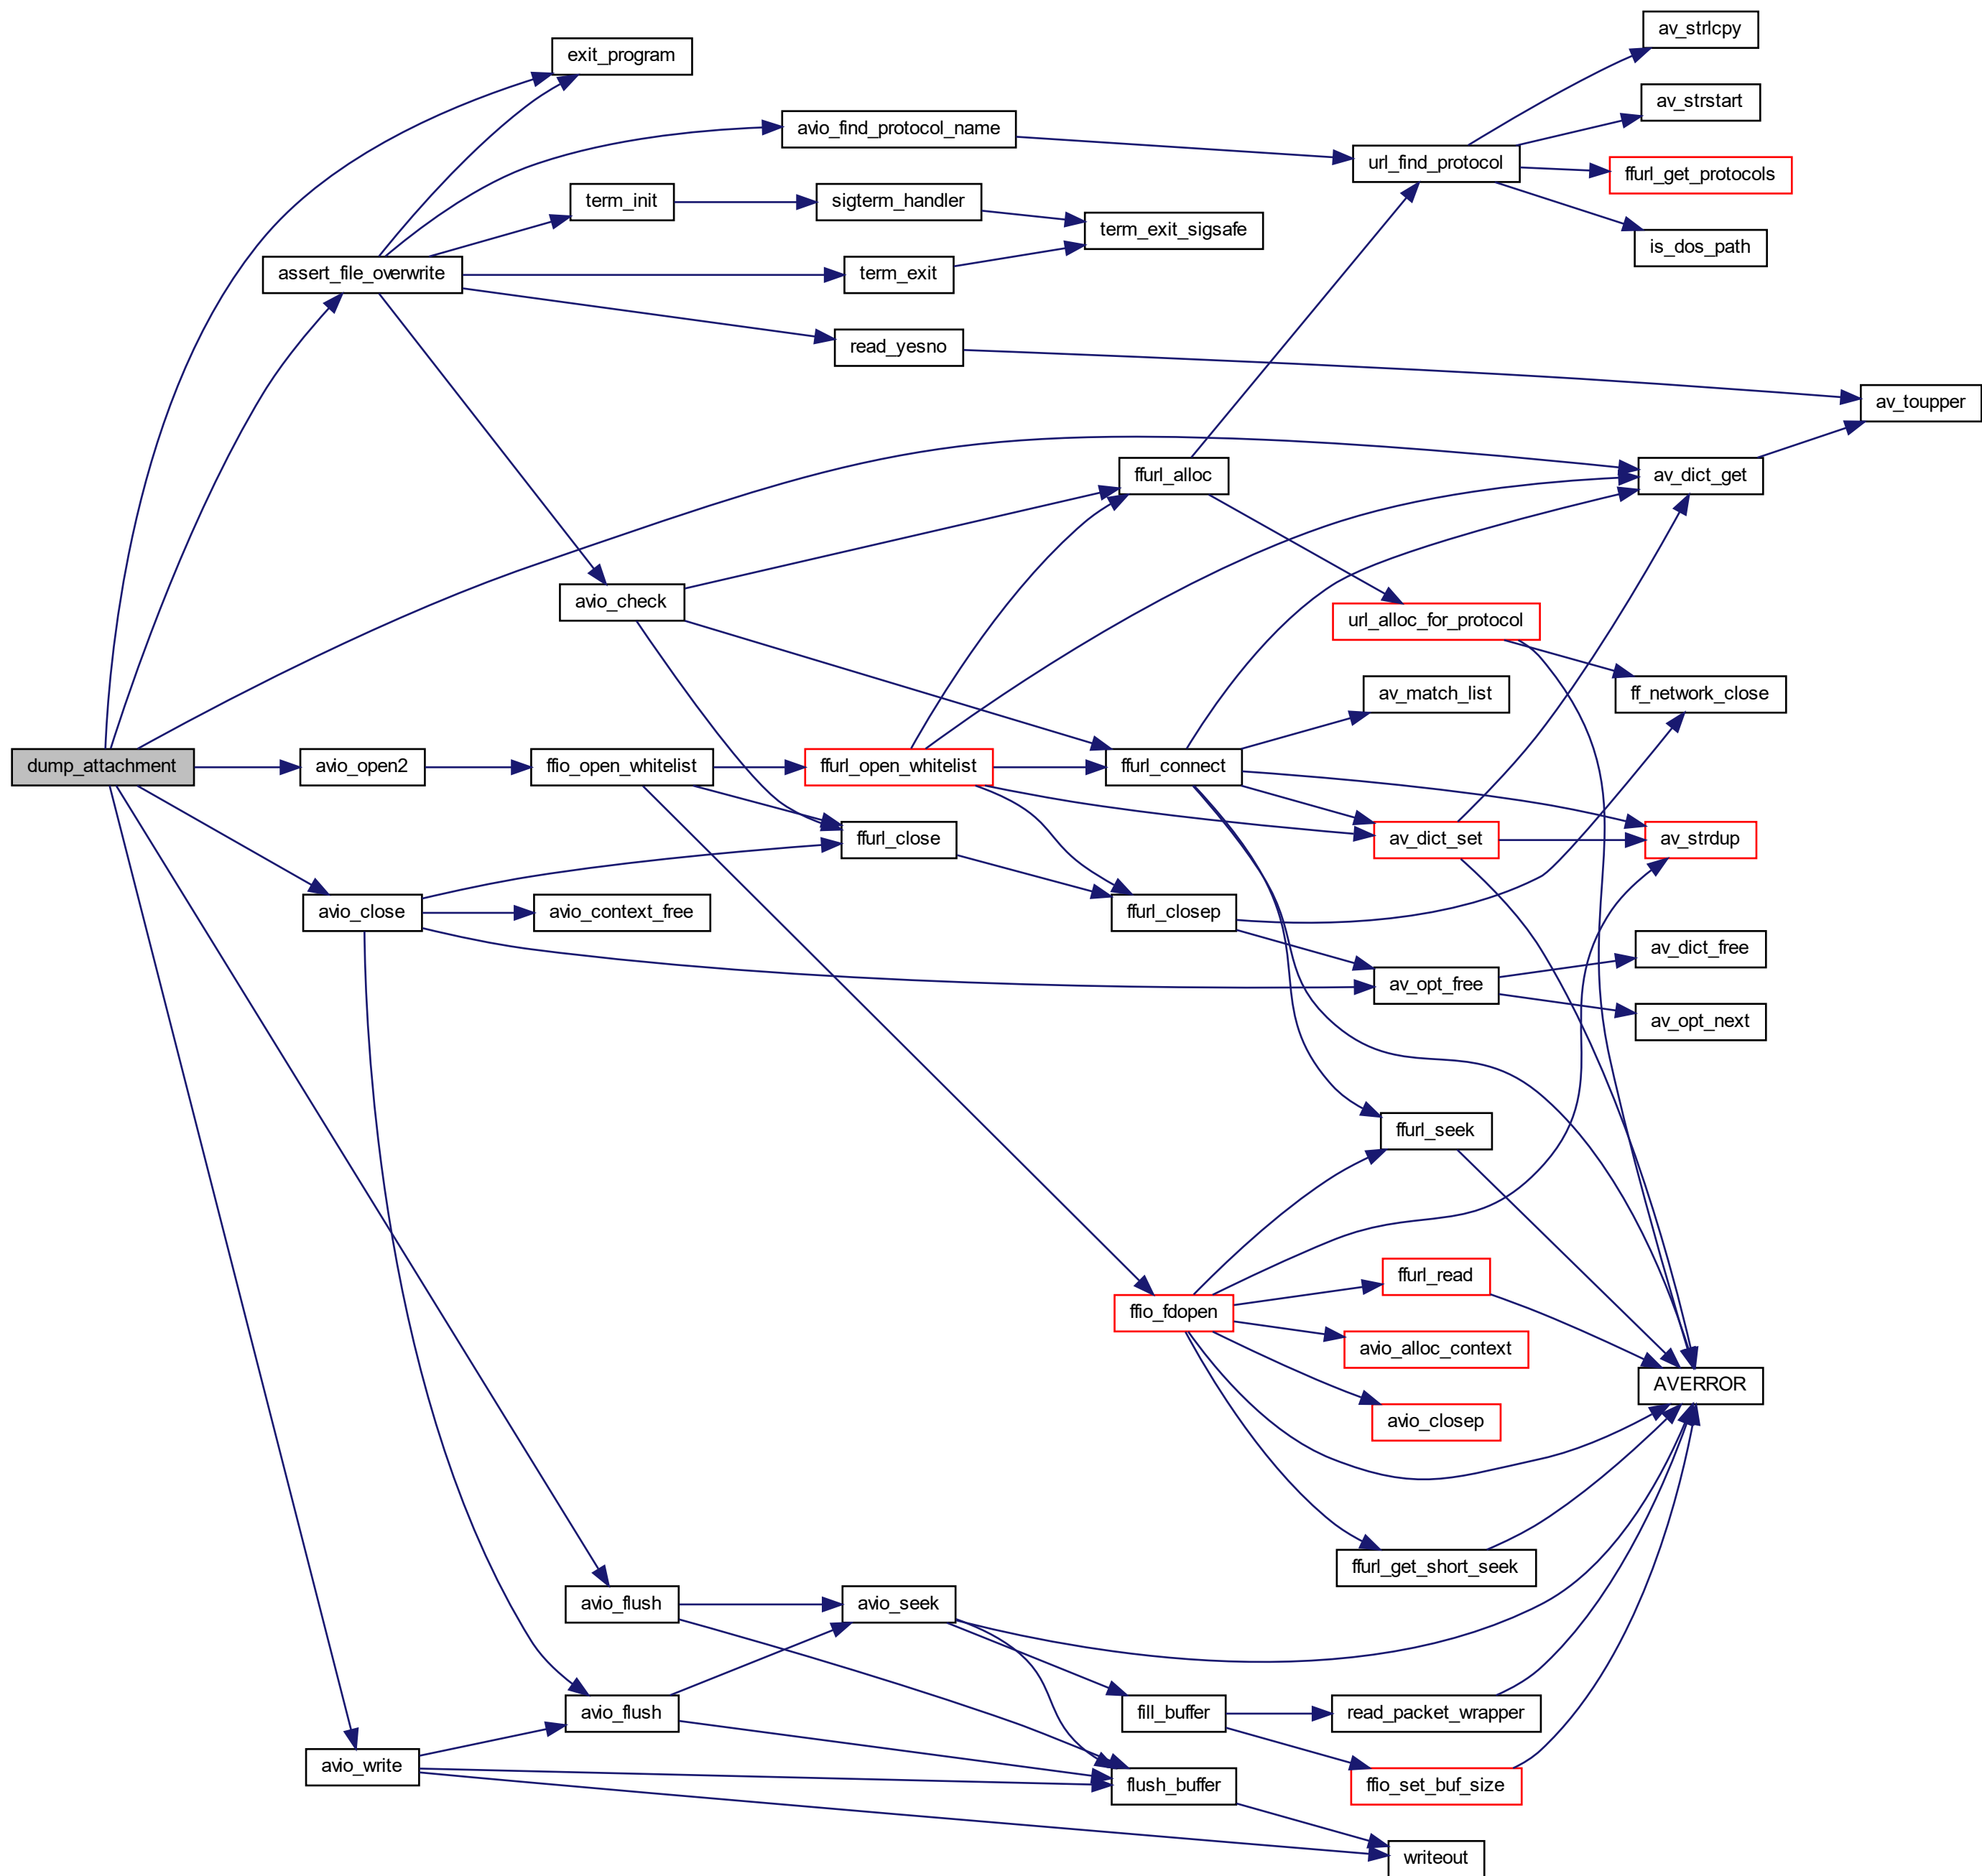 exit_program
av_strlcpy
av_strstart
avio_find_protocol_name
url_find_protocol
ffurl_get_protocols
term_init
sigterm_handler
term_exit_sigsafe
is_dos_path
assert_file_overwrite
term_exit
read_yesno
av_toupper
ffurl_alloc
av_dict_get
avio_check
url_alloc_for_protocol
av_match_list
ff_network_close
dump_attachment
avio_open2
ffio_open_whitelist
ffurl_open_whitelist
ffurl_connect
ffurl_close
av_dict_set
av_strdup
avio_close
avio_context_free
ffurl_closep
av_dict_free
av_opt_free
av_opt_next
ffurl_seek
ffurl_read
ffio_fdopen
avio_alloc_context
AVERROR
avio_closep
ffurl_get_short_seek
avio_flush
avio_seek
avio_flush
fill_buffer
read_packet_wrapper
avio_write
flush_buffer
ffio_set_buf_size
writeout